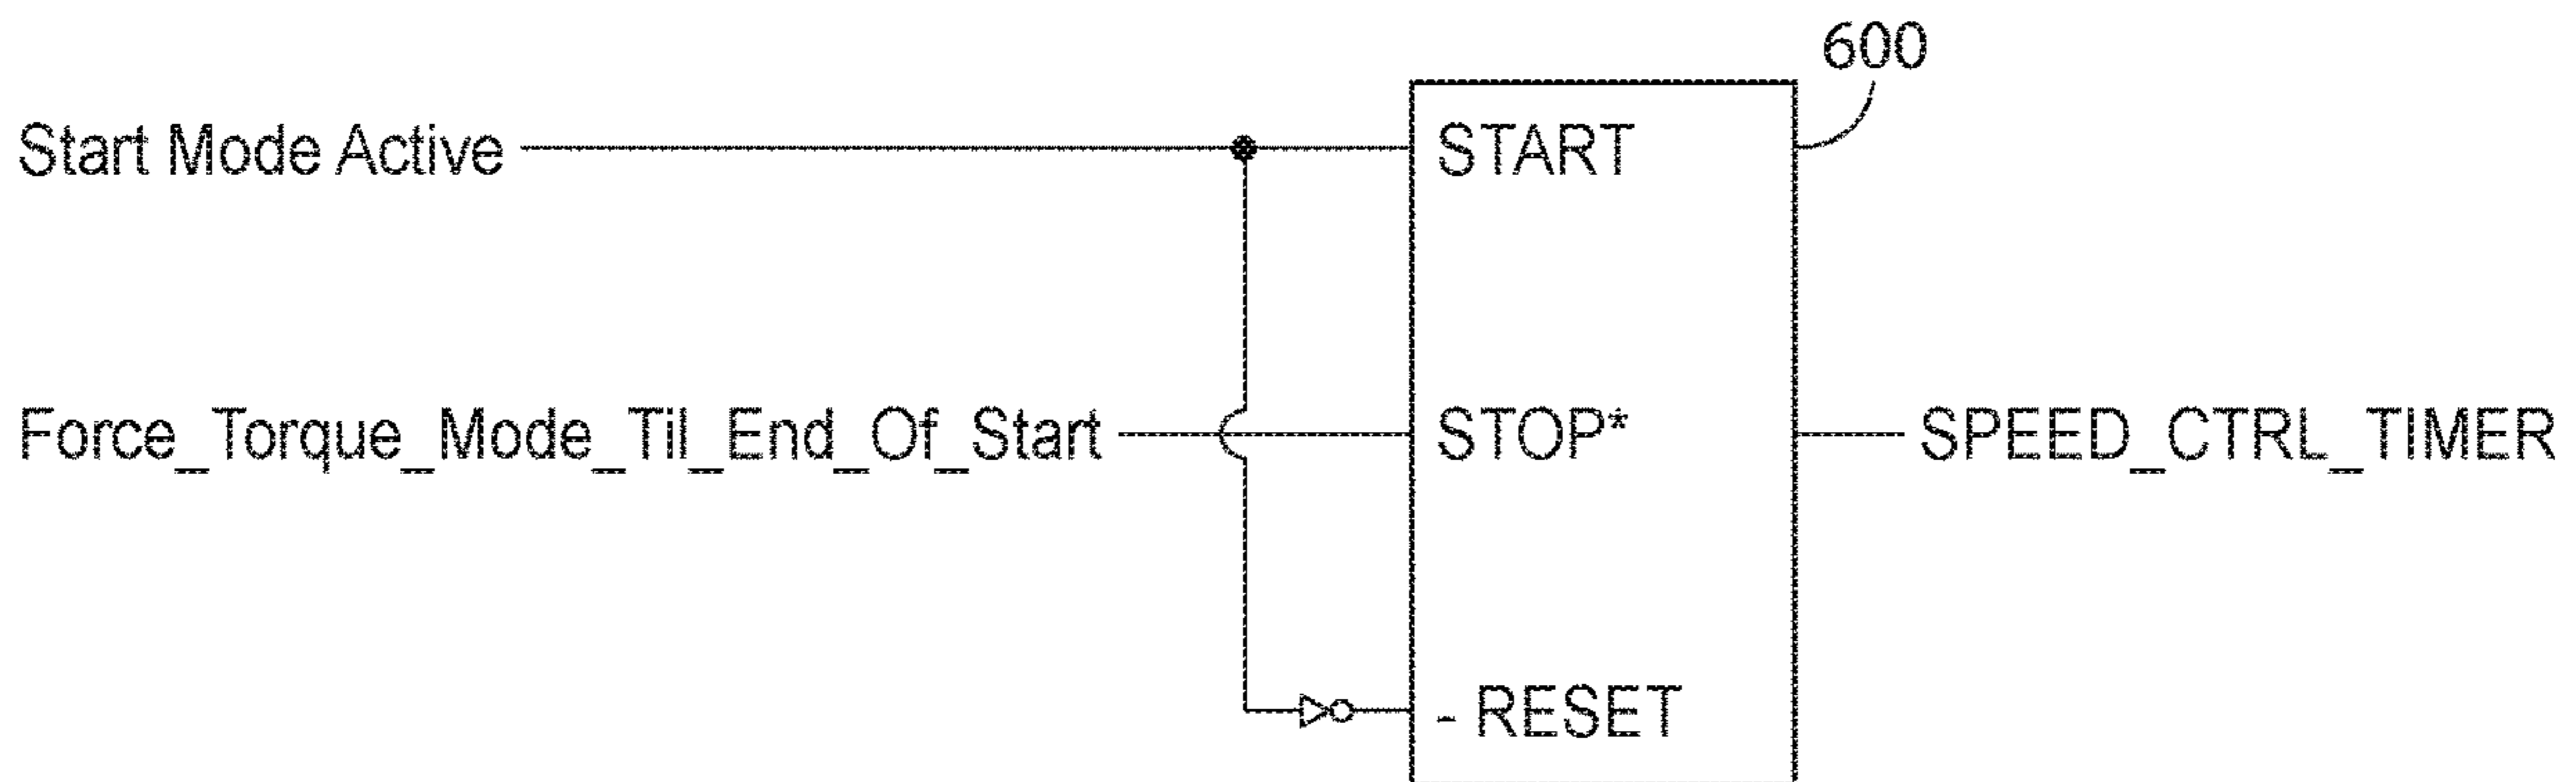 600
Start Mode Active
START
Force_Torque_Mode_Til_End_Of_Start
STOP*
SPEED_CTRL_TIMER
- RESET